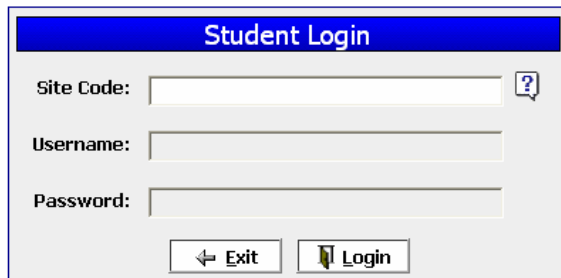 Student Login
Site Code:
?
Username:
Password:
Exit Login